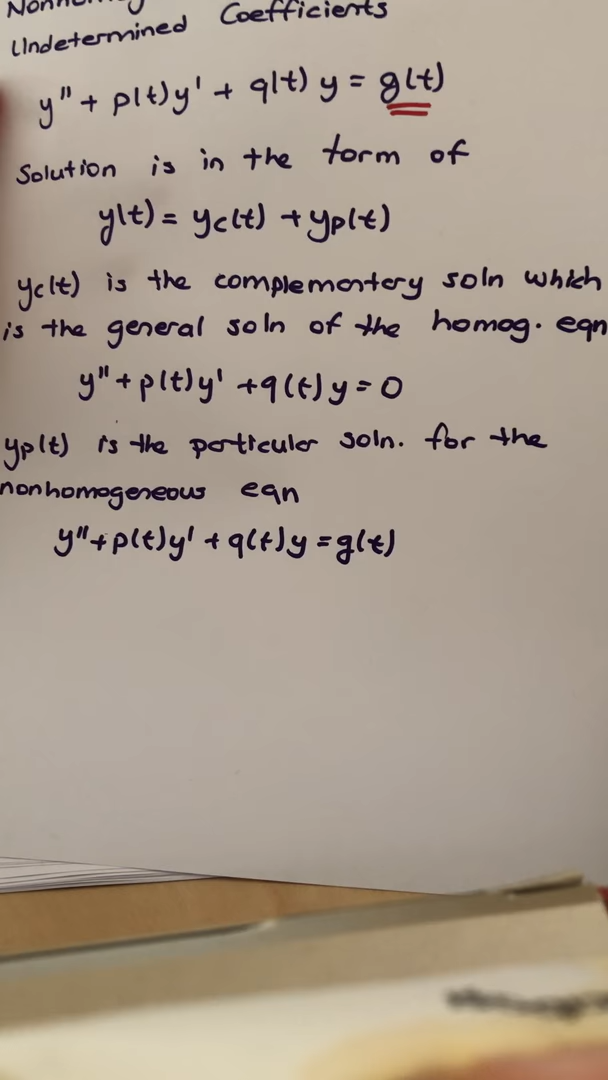 Undetermined Coefficients
y" + p(t)y' + q(t) y = g(t)
Solution is in the form of
y(t) = yc(t) + yp(t)
yc(t) is the complementary soln which
is the general soln of the homog. eqn
y" + p(t)y' + q(t)y = 0
yp(t) is the particular soln. for the
nonhomogeneous eqn
y" + p(t)y' + q(t)y = g(t)